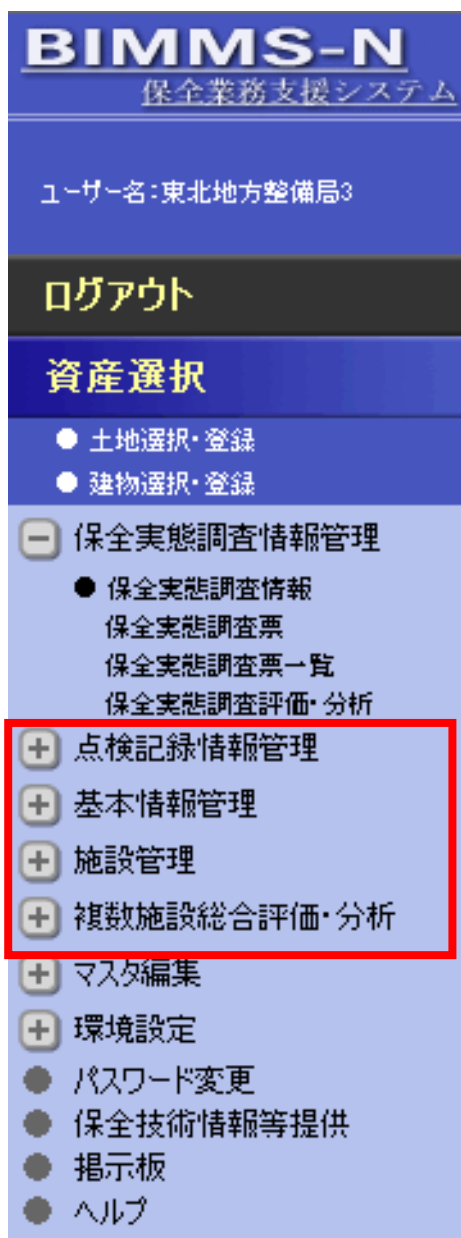 BIMMS-N
保全業務支援システム
ユーザー名:東北地方整備局3
ログアウト
資産選択
土地選択・登録
建物選択・登録
保全実態調査情報管理
保全実態調査情報
保全実態調査票
保全実態調査票一覧
保全実態調査評価・分析
点検記録情報管理
基本情報管理
施設管理
複数施設総合評価・分析
マスタ編集
環境設定
パスワード変更
保全技術情報等提供
掲示板
ヘルプ